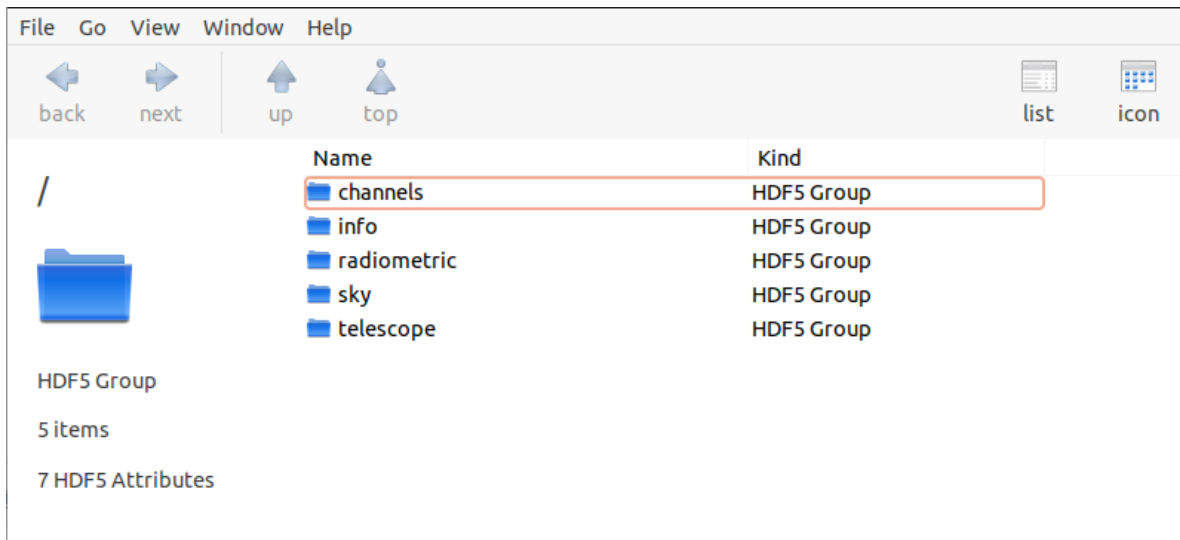 File Go View Window Help
back next up top list icon
Name Kind
/
channels HDF5 Group
info HDF5 Group
radiometric HDF5 Group
sky HDF5 Group
telescope HDF5 Group
HDF5 Group
5 items
7 HDF5 Attributes